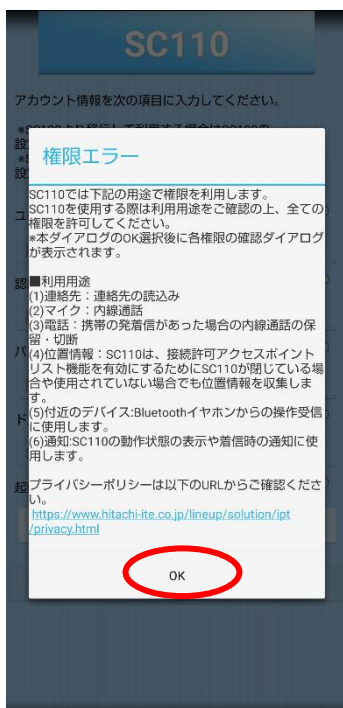 SC110
アカウント情報を次の項目に入力してください。
権限エラー
SC110では下記の用途で権限を利用します。
SC110を使用する際は利用用途をご確認の上、全ての
権限を許可してください。
*本ダイアログのOK選択後に各権限の確認ダイアログ
が表示されます。
■利用用途
(1)連絡先：連絡先の読込み
(2)マイク：内線通話
(3)電話：携帯の発着信があった場合の内線通話の保
留・切断
(4)位置情報：SC110は、接続許可アクセスポイント
リスト機能を有効にするためにSC110が閉じている場
合や使用されていない場合でも位置情報を収集しま
す。
(5)付近のデバイス:Bluetoothイヤホンからの操作受信
に使用します。
(6)通知:SC110の動作状態の表示や着信時の通知に使
用します。
プライバシーポリシーは以下のURLからご確認くださ
い。
https://www.hitachi-ite.co.jp/lineup/solution/ipt
/privacy.html
OK